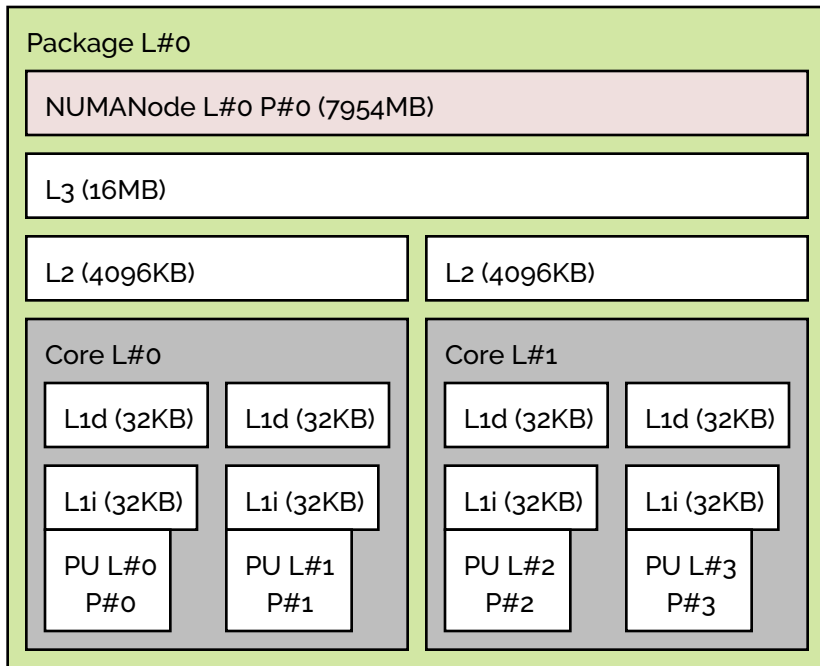 Package L#0
NUMANode L#0 P#0 (7954MB)
L3 (16MB)
L2 (4096KB)
L2 (4096KB)
Core L#0
Core L#1
L1d (32KB)
L1d (32KB)
L1d (32KB)
L1d (32KB)
L1i (32KB)
L1i (32KB)
L1i (32KB)
L1i (32KB)
PU L#0
P#0
PU L#1
P#1
PU L#2
P#2
PU L#3
P#3